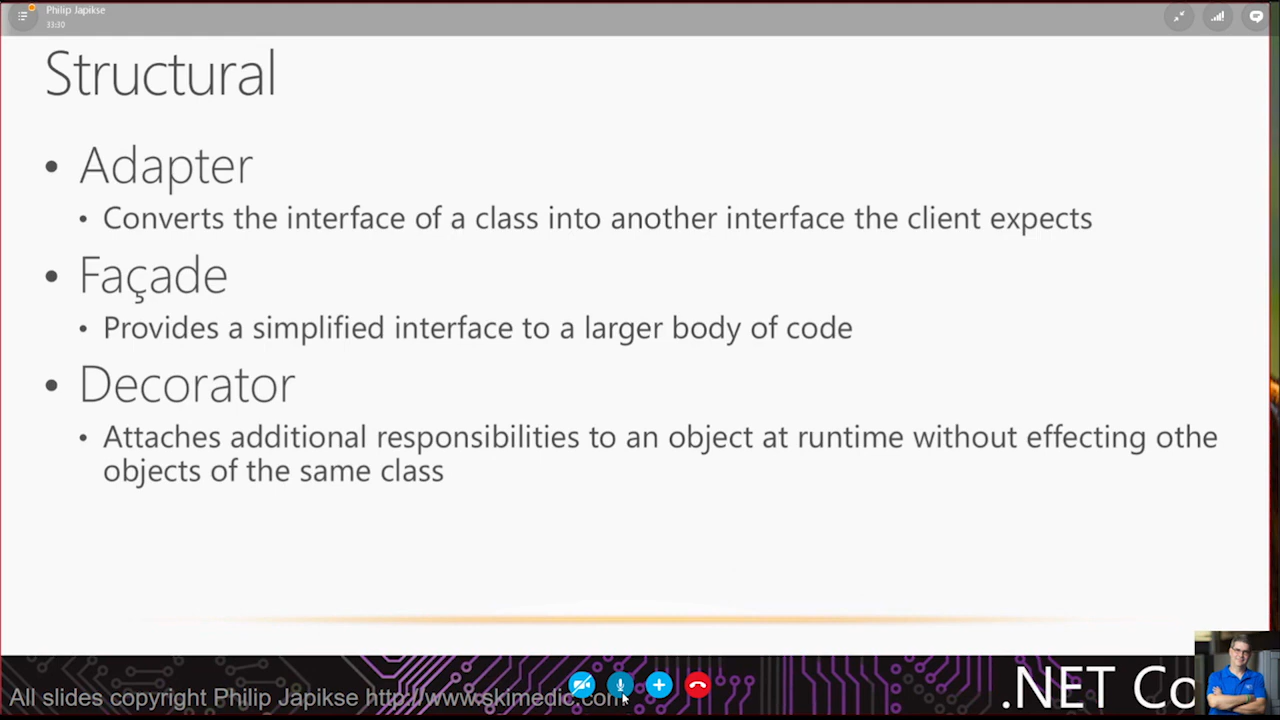 Philip Japikse
33:30
Structural
• Adapter
• Converts the interface of a class into another interface the client expects
• Façade
• Provides a simplified interface to a larger body of code
• Decorator
• Attaches additional responsibilities to an object at runtime without effecting othe
objects of the same class
All slides copyright Philip Japikse http://www.skimedic.com
.NET Co